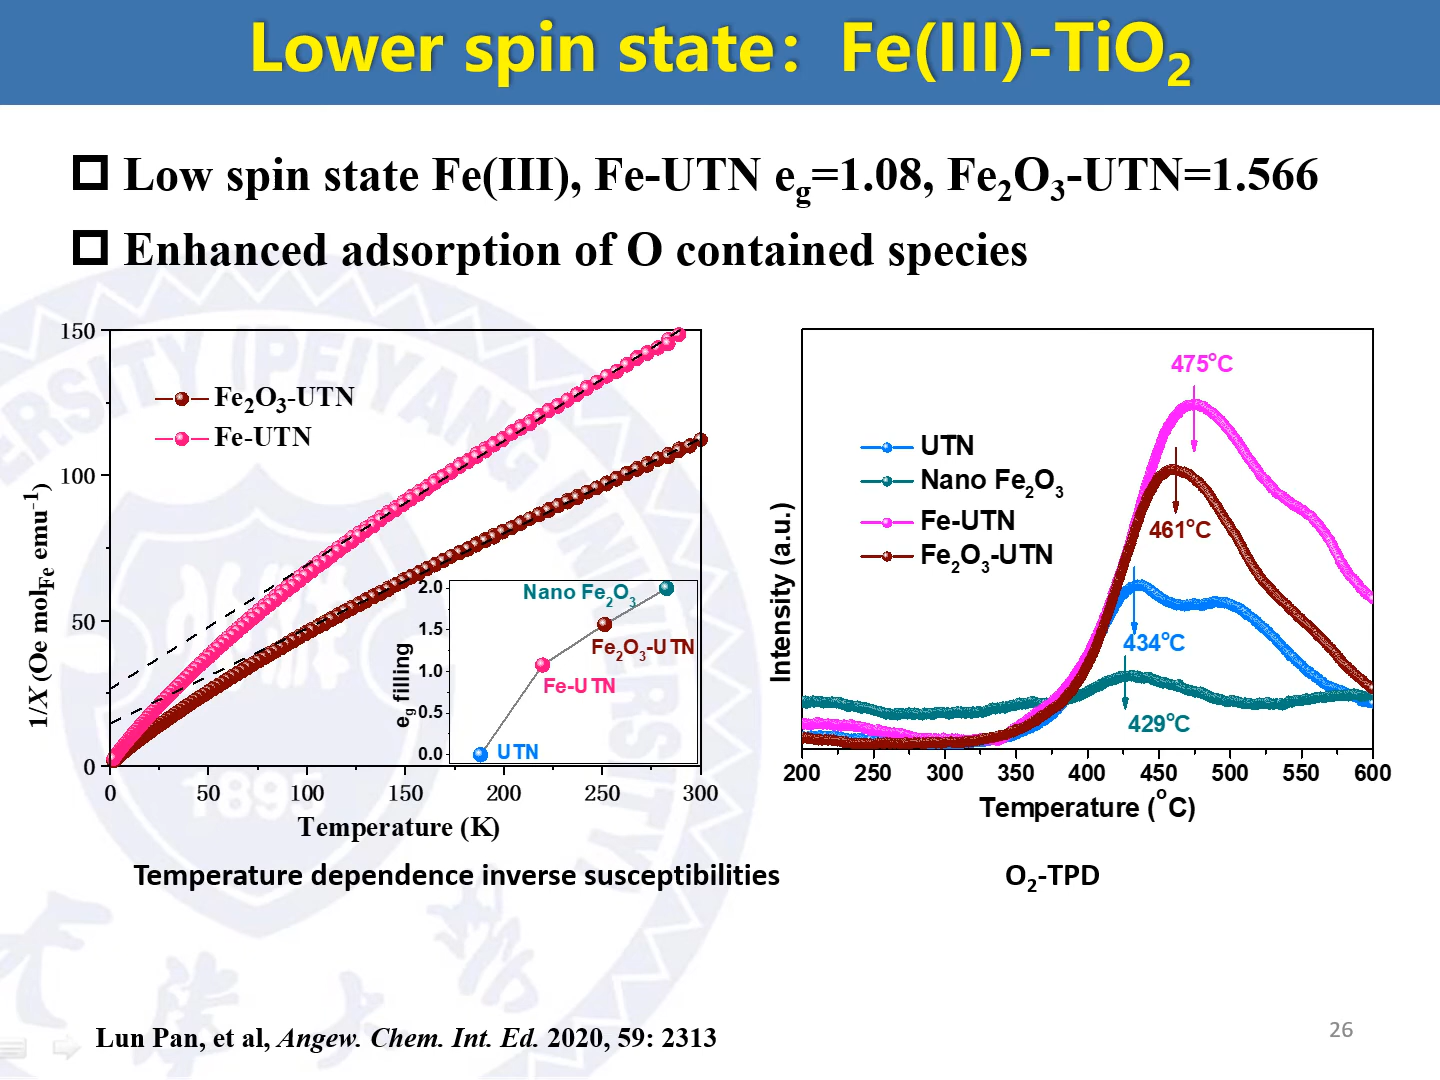 Lower spin state：Fe(III)-TiO₂
Low spin state Fe(III), Fe-UTN e_g=1.08, Fe₂O₃-UTN=1.566
Enhanced adsorption of O contained species
150
100
50
0
1/X (Oe mol_Fe emu⁻¹)
Fe₂O₃-UTN
Fe-UTN
2.0
1.5
1.0
0.5
0.0
e_g filling
Nano Fe₂O₃
Fe₂O₃-UTN
Fe-UTN
UTN
0 50 100 150 200 250 300
Temperature (K)
Temperature dependence inverse susceptibilities
Intensity (a.u.)
UTN
Nano Fe₂O₃
Fe-UTN
Fe₂O₃-UTN
475°C
461°C
434°C
429°C
200 250 300 350 400 450 500 550 600
Temperature (°C)
O₂-TPD
Lun Pan, et al, Angew. Chem. Int. Ed. 2020, 59: 2313
26